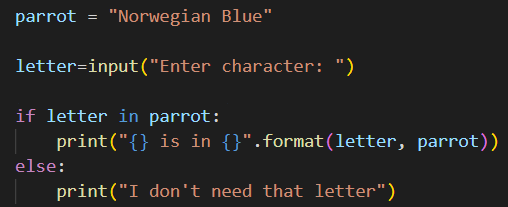 parrot = "Norwegian Blue"
letter=input("Enter character: ")
if letter in parrot:
    print("{} is in {}".format(letter, parrot))
else:
    print("I don't need that letter")